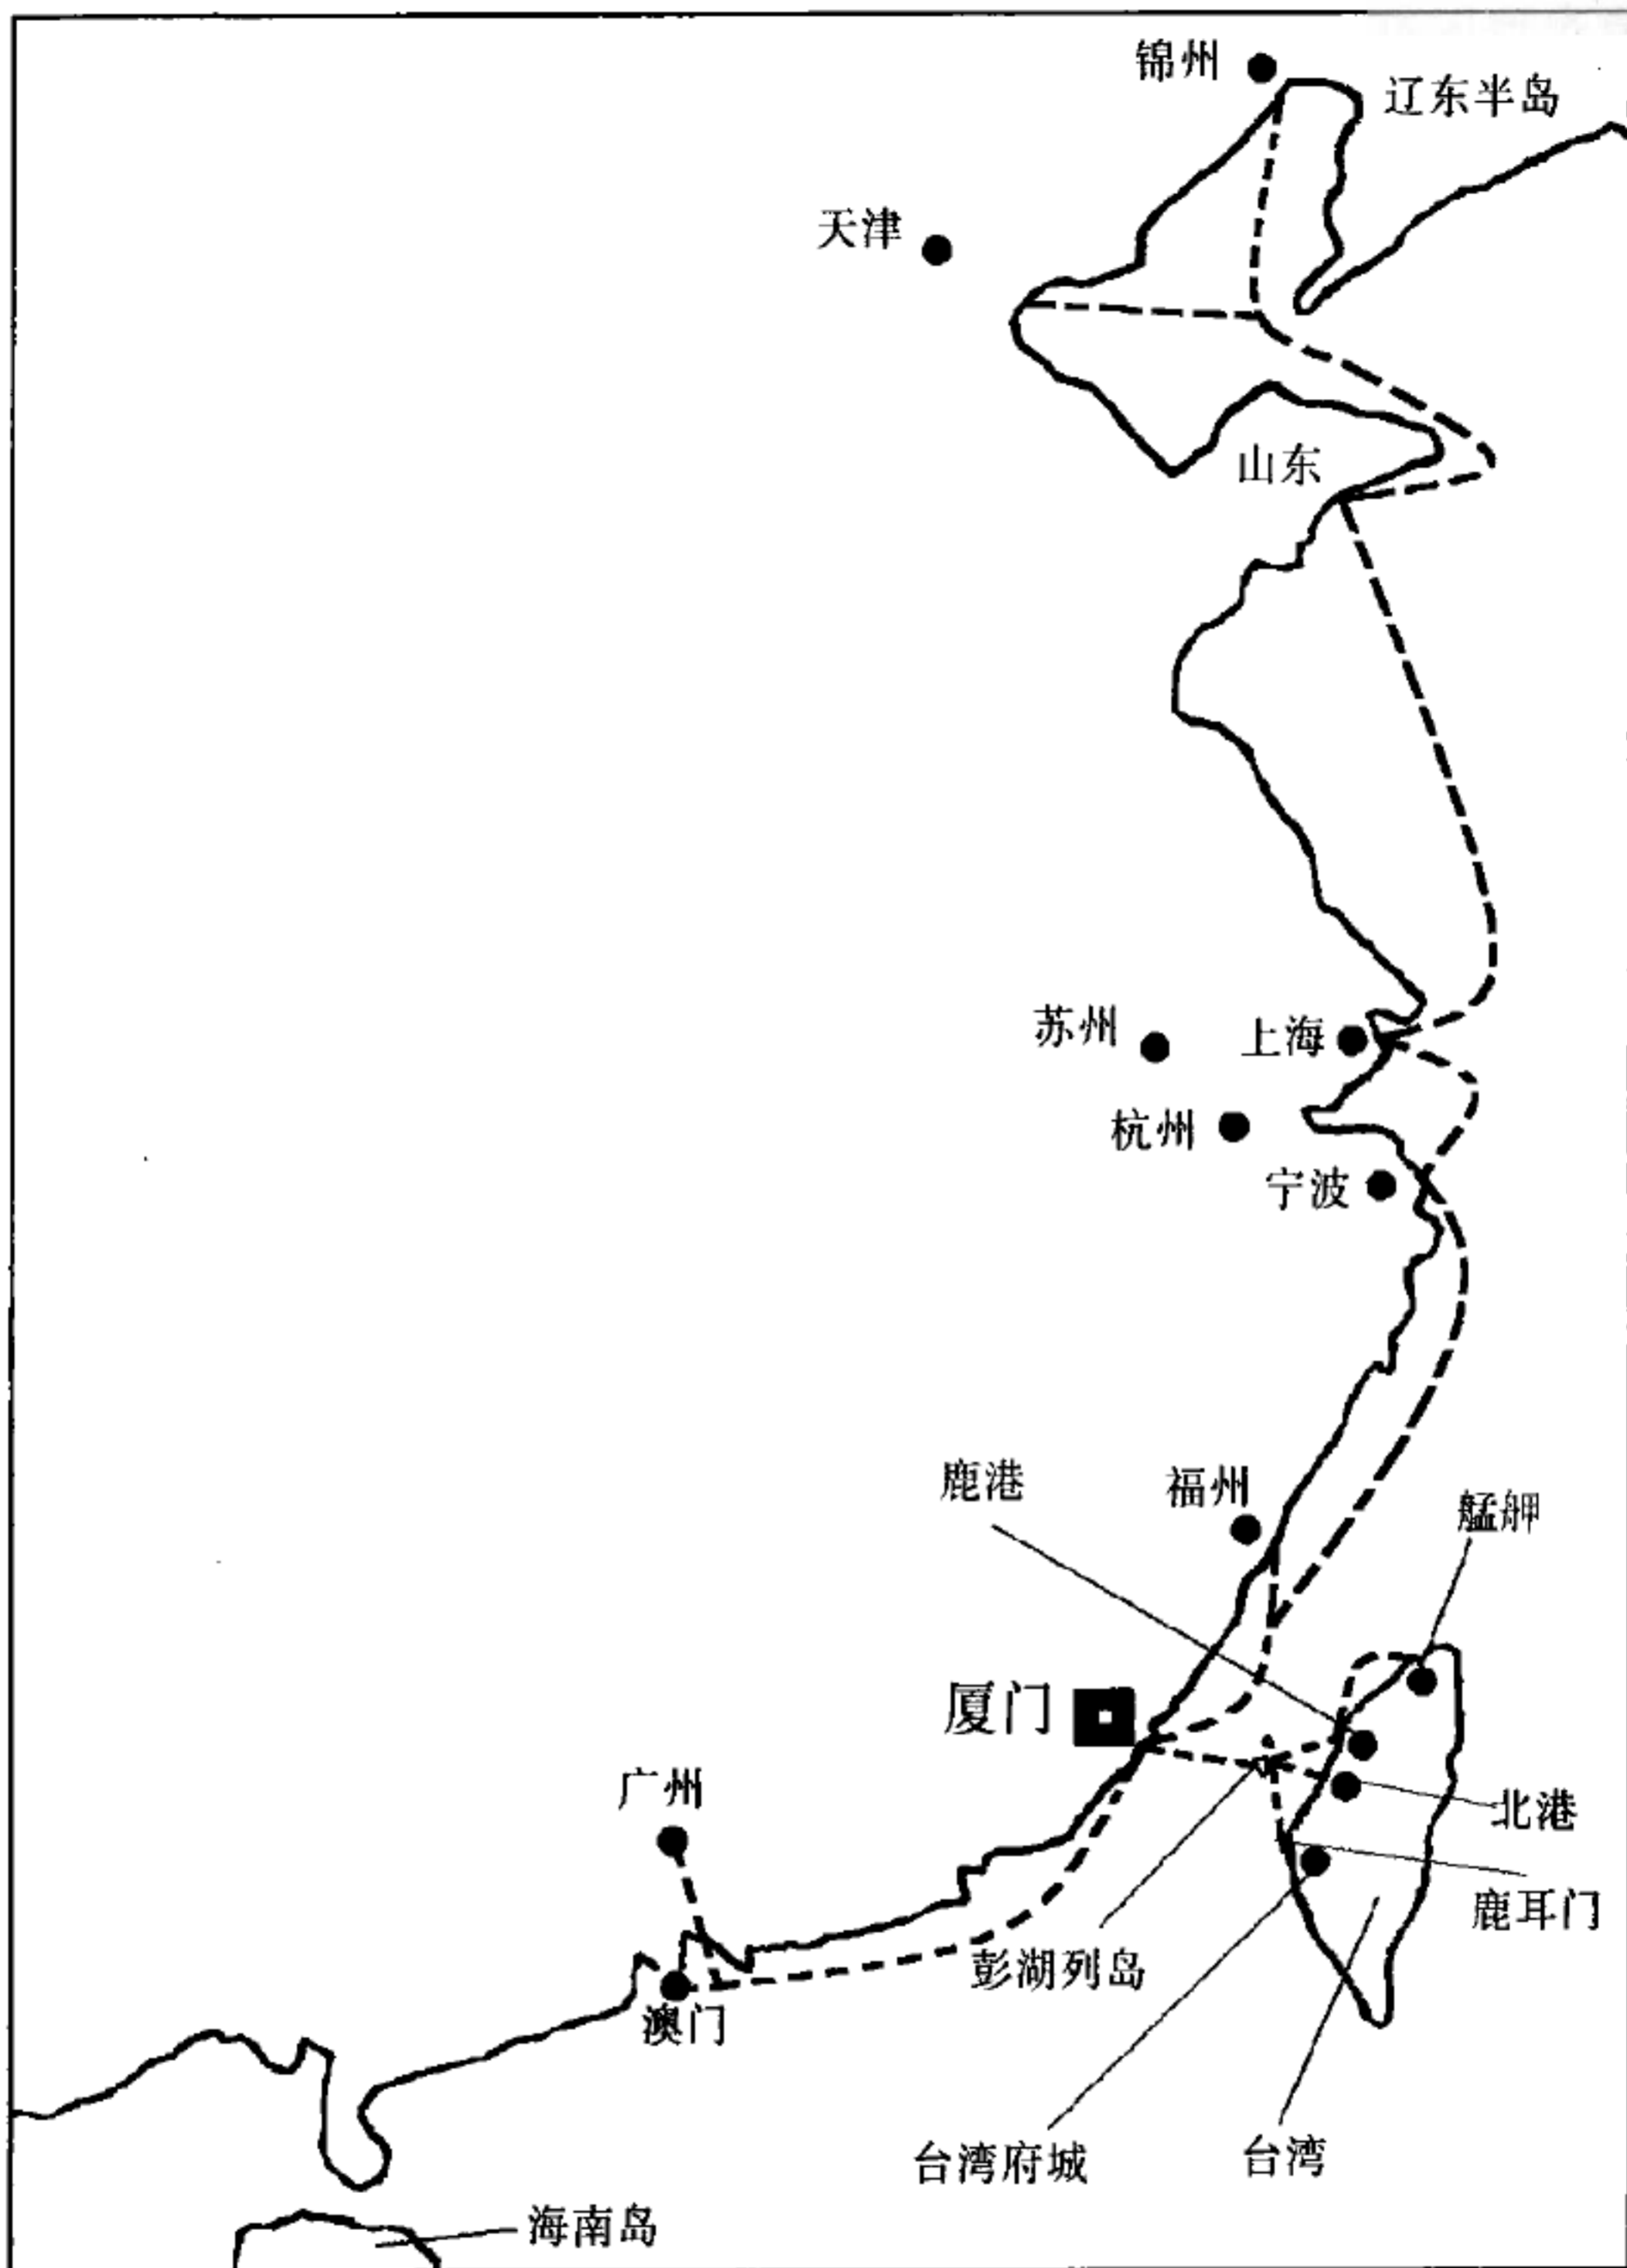 锦州
辽东半岛
天津
山东
苏州
上海
杭州
宁波
鹿港
福州
艋舺
厦门
广州
北港
鹿耳门
彭湖列岛
澳门
台湾府城
台湾
海南岛